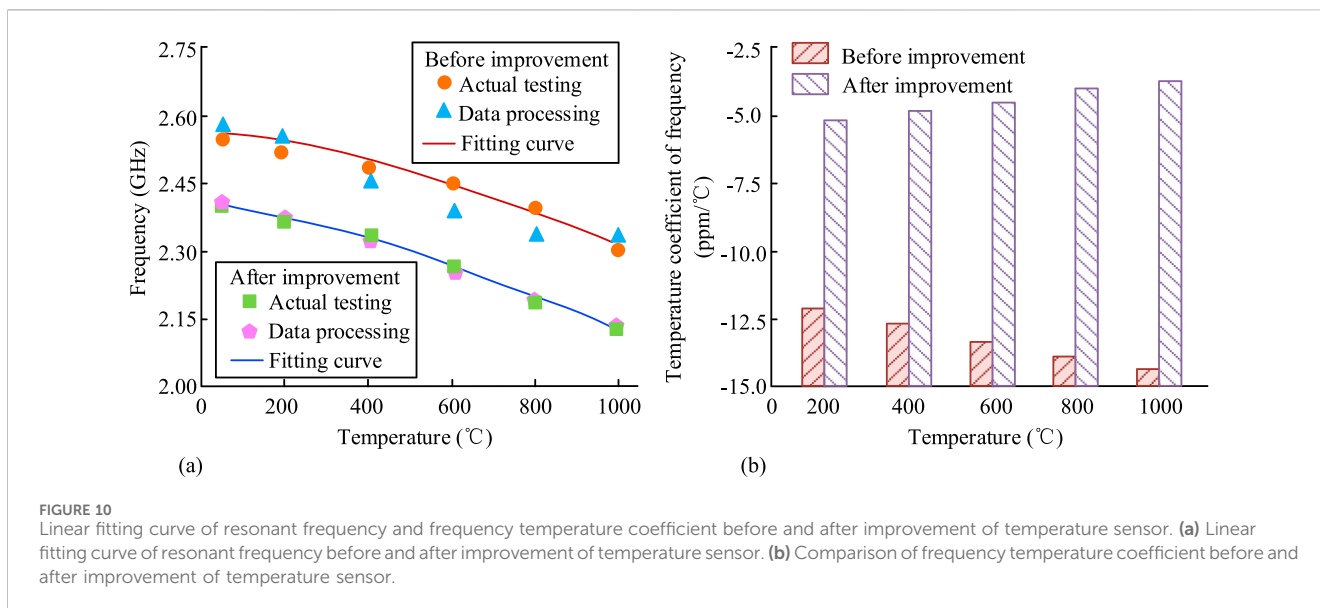 2.75
2.60
2.45
2.30
2.15
2.00
Frequency (GHz)
Before improvement
Actual testing
Data processing
Fitting curve
After improvement
Actual testing
Data processing
Fitting curve
0 200 400 600 800 1000
Temperature (℃)
(a)
-2.5
-5.0
-7.5
-10.0
-12.5
-15.0
Temperature coefficient of frequency
(ppm/℃)
Before improvement
After improvement
0 200 400 600 800 1000
Temperature (℃)
(b)
FIGURE 10
Linear fitting curve of resonant frequency and frequency temperature coefficient before and after improvement of temperature sensor. (a) Linear
fitting curve of resonant frequency before and after improvement of temperature sensor. (b) Comparison of frequency temperature coefficient before and
after improvement of temperature sensor.